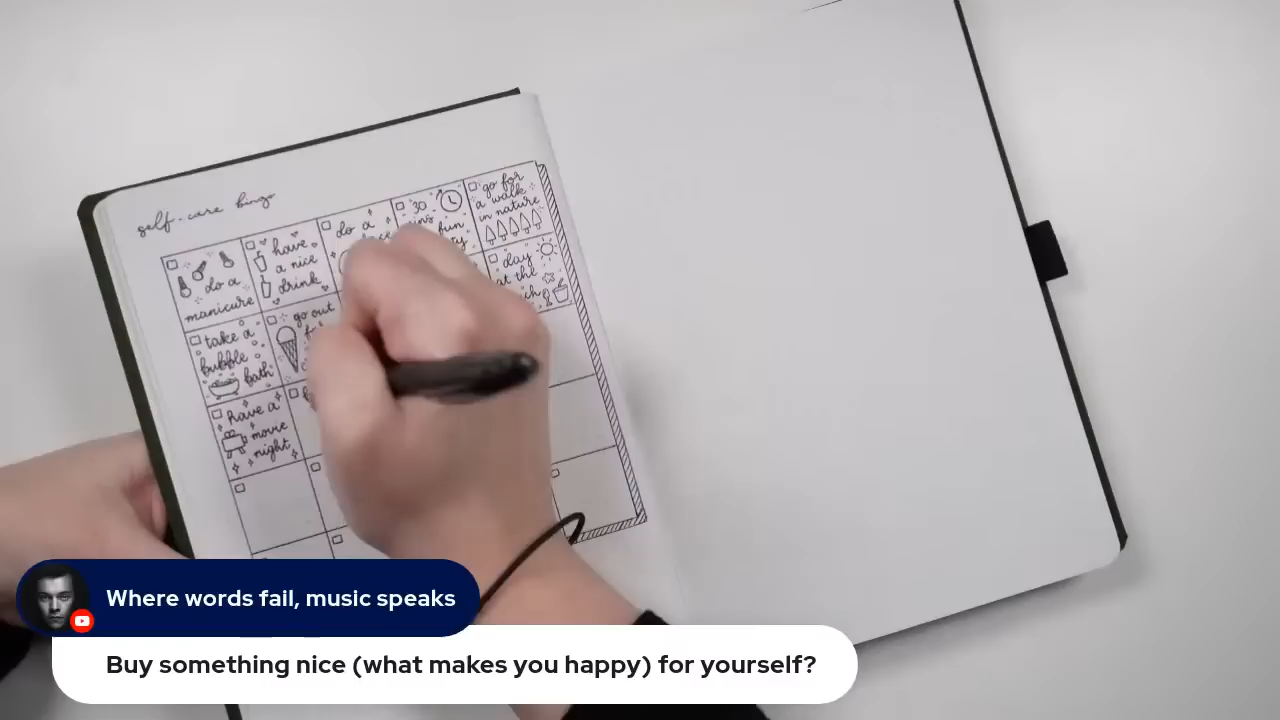 self-care bingo
do a
manicure
have
a nice
drink
do a
30
fun
go for
a walk
in nature
take a
bubble
bath
go out
day
at the
have a
movie
night
Where words fail, music speaks
Buy something nice (what makes you happy) for yourself?